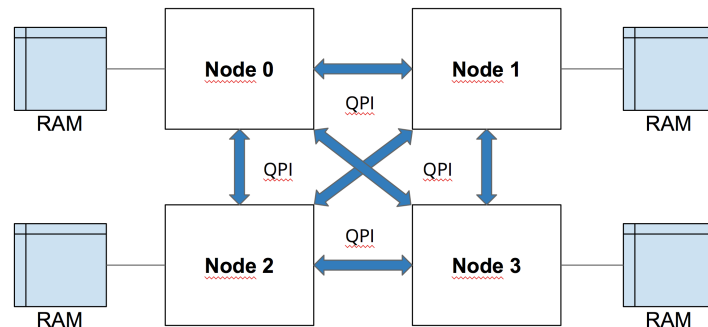 Node 0
Node 1
RAM
QPI
RAM
QPI
QPI
QPI
Node 2
Node 3
RAM
RAM